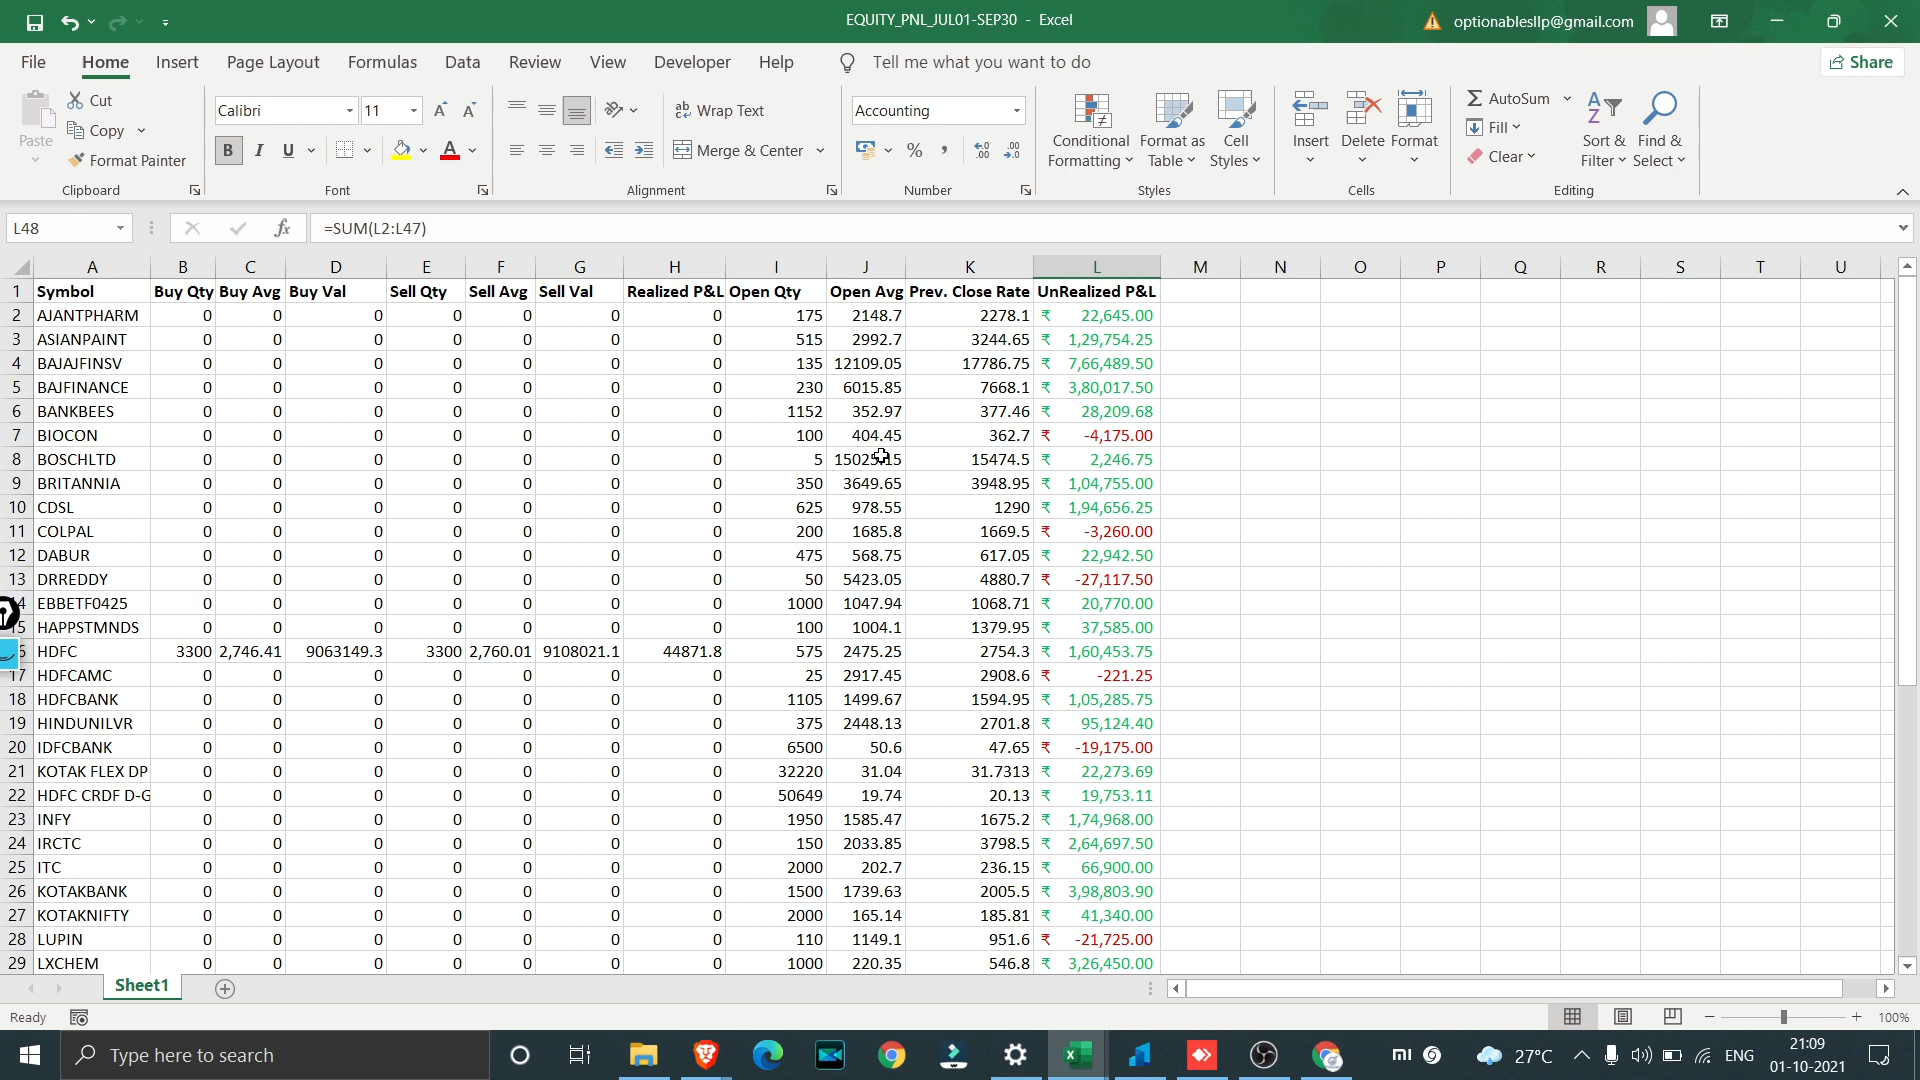 EQUITY_PNL_JUL01-SEP30 - Excel
optionablesllp@gmail.com
File Home Insert Page Layout Formulas Data Review View Developer Help Tell me what you want to do Share
Paste Cut Copy Format Painter Clipboard
Calibri 11 B I U A Font
Wrap Text Merge & Center Alignment
Accounting % , Number
Conditional Formatting Format as Table Cell Styles Styles
Insert Delete Format Cells
AutoSum Fill Clear Sort & Filter Find & Select Editing
L48 fx =SUM(L2:L47)
A B C D E F G H I J K L M N O P Q R S T U
1 Symbol Buy Qty Buy Avg Buy Val Sell Qty Sell Avg Sell Val Realized P&L Open Qty Open Avg Prev. Close Rate UnRealized P&L
2 AJANTPHARM 0 0 0 0 0 0 0 175 2148.7 2278.1 ₹ 22,645.00
3 ASIANPAINT 0 0 0 0 0 0 0 515 2992.7 3244.65 ₹ 1,29,754.25
4 BAJAJFINSV 0 0 0 0 0 0 0 135 12109.05 17786.75 ₹ 7,66,489.50
5 BAJFINANCE 0 0 0 0 0 0 0 230 6015.85 7668.1 ₹ 3,80,017.50
6 BANKBEES 0 0 0 0 0 0 0 1152 352.97 377.46 ₹ 28,209.68
7 BIOCON 0 0 0 0 0 0 0 100 404.45 362.7 ₹ -4,175.00
8 BOSCHLTD 0 0 0 0 0 0 0 5 15474.5 ₹ 2,246.75
9 BRITANNIA 0 0 0 0 0 0 0 350 3649.65 3948.95 ₹ 1,04,755.00
10 CDSL 0 0 0 0 0 0 0 625 978.55 1290 ₹ 1,94,656.25
11 COLPAL 0 0 0 0 0 0 0 200 1685.8 1669.5 ₹ -3,260.00
12 DABUR 0 0 0 0 0 0 0 475 568.75 617.05 ₹ 22,942.50
13 DRREDDY 0 0 0 0 0 0 0 50 5423.05 4880.7 ₹ -27,117.50
EBBETF0425 0 0 0 0 0 0 0 1000 1047.94 1068.71 ₹ 20,770.00
HAPPSTMNDS 0 0 0 0 0 0 0 100 1004.1 1379.95 ₹ 37,585.00
HDFC 3300 2,746.41 9063149.3 3300 2,760.01 9108021.1 44871.8 575 2475.25 2754.3 ₹ 1,60,453.75
17 HDFCAMC 0 0 0 0 0 0 0 25 2917.45 2908.6 ₹ -221.25
18 HDFCBANK 0 0 0 0 0 0 0 1105 1499.67 1594.95 ₹ 1,05,285.75
19 HINDUNILVR 0 0 0 0 0 0 0 375 2448.13 2701.8 ₹ 95,124.40
20 IDFCBANK 0 0 0 0 0 0 0 6500 50.6 47.65 ₹ -19,175.00
21 KOTAK FLEX DP 0 0 0 0 0 0 0 32220 31.04 31.7313 ₹ 22,273.69
22 HDFC CRDF D-G 0 0 0 0 0 0 0 50649 19.74 20.13 ₹ 19,753.11
23 INFY 0 0 0 0 0 0 0 1950 1585.47 1675.2 ₹ 1,74,968.00
24 IRCTC 0 0 0 0 0 0 0 150 2033.85 3798.5 ₹ 2,64,697.50
25 ITC 0 0 0 0 0 0 0 2000 202.7 236.15 ₹ 66,900.00
26 KOTAKBANK 0 0 0 0 0 0 0 1500 1739.63 2005.5 ₹ 3,98,803.90
27 KOTAKNIFTY 0 0 0 0 0 0 0 2000 165.14 185.81 ₹ 41,340.00
28 LUPIN 0 0 0 0 0 0 0 110 1149.1 951.6 ₹ -21,725.00
29 LXCHEM 0 0 0 0 0 0 0 1000 220.35 546.8 ₹ 3,26,450.00
Sheet1
Ready 100%
Type here to search mi 27°C ENG 21:09
01-10-2021